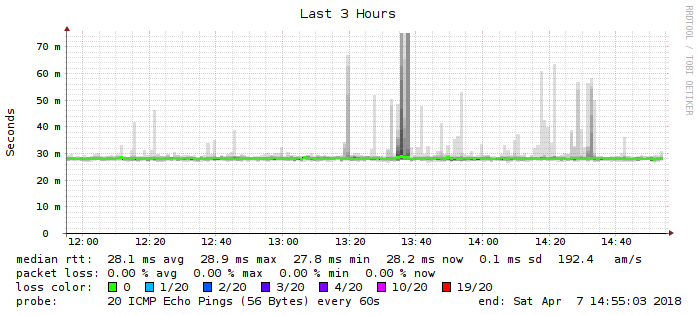 Last 3 Hours
RRDTOOL / TOBI OETIKER
Seconds
70 m
60 m
50 m
40 m
30 m
20 m
10 m
0
12:00 12:20 12:40 13:00 13:20 13:40 14:00 14:20 14:40
median rtt: 28.1 ms avg 28.9 ms max 27.8 ms min 28.2 ms now 0.1 ms sd 192.4 am/s
packet loss: 0.00 % avg 0.00 % max 0.00 % min 0.00 % now
loss color: 0 1/20 2/20 3/20 4/20 10/20 19/20
probe: 20 ICMP Echo Pings (56 Bytes) every 60s end: Sat Apr 7 14:55:03 2018